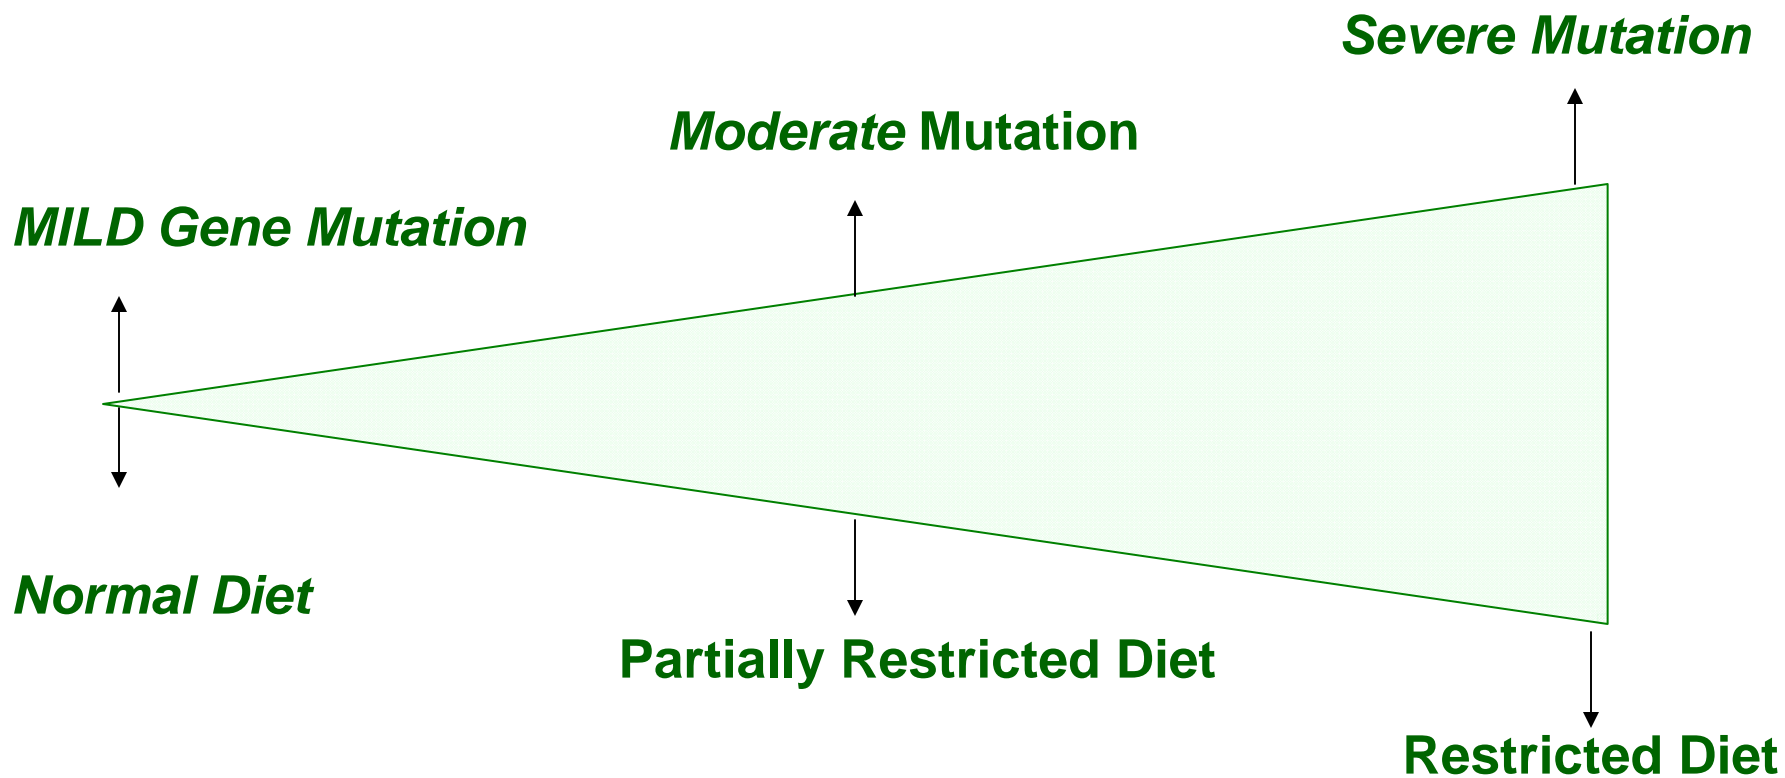 Severe Mutation
Moderate Mutation
MILD Gene Mutation
Normal Diet
Partially Restricted Diet
Restricted Diet